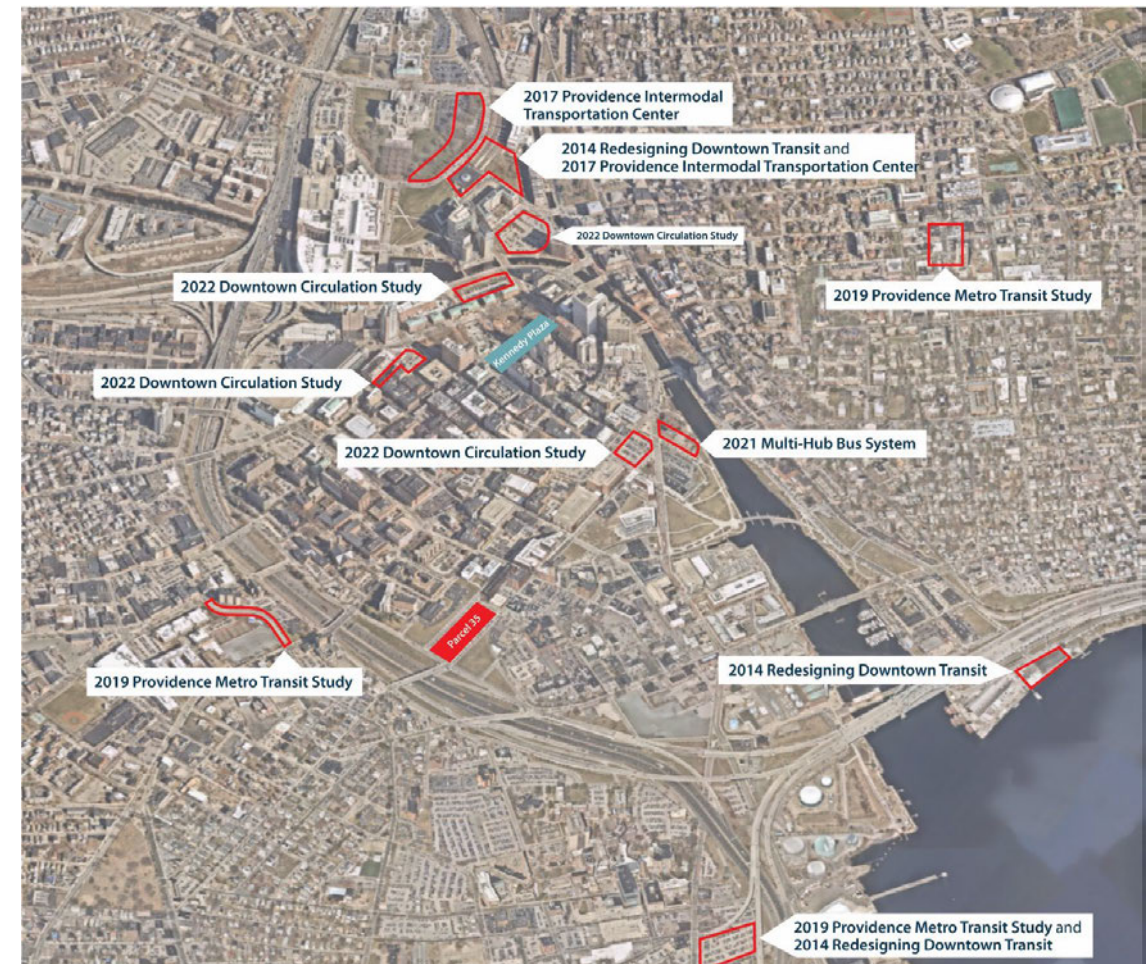 2017 Providence Intermodal
Transportation Center
2014 Redesigning Downtown Transit and
2017 Providence Intermodal Transportation Center
2022 Downtown Circulation Study
2022 Downtown Circulation Study
2019 Providence Metro Transit Study
Kennedy Plaza
2022 Downtown Circulation Study
2022 Downtown Circulation Study
2021 Multi-Hub Bus System
Parcel 35
2019 Providence Metro Transit Study
2014 Redesigning Downtown Transit
2019 Providence Metro Transit Study and
2014 Redesigning Downtown Transit